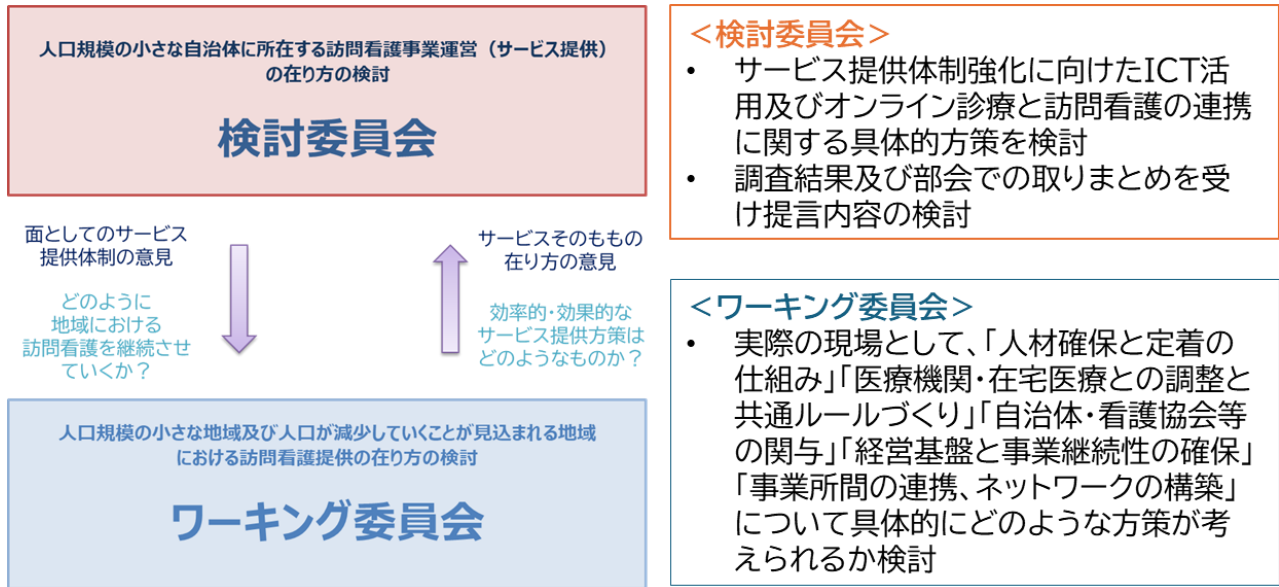 人口規模の小さな自治体に所在する訪問看護事業運営（サービス提供）
の在り方の検討
検討委員会
面としてのサービス
提供体制の意見
どのように
地域における
訪問看護を継続させ
ていくか？
サービスそのももの
在り方の意見
効率的・効果的な
サービス提供方策は
どのようなものか？
人口規模の小さな地域及び人口が減少していくことが見込まれる地域
における訪問看護提供の在り方の検討
ワーキング委員会
＜検討委員会＞
• サービス提供体制強化に向けたICT活
用及びオンライン診療と訪問看護の連携
に関する具体的方策を検討
• 調査結果及び部会での取りまとめを受
け提言内容の検討
＜ワーキング委員会＞
• 実際の現場として、「人材確保と定着の
仕組み」「医療機関・在宅医療との調整と
共通ルールづくり」「自治体・看護協会等
の関与」「経営基盤と事業継続性の確保」
「事業所間の連携、ネットワークの構築」
について具体的にどのような方策が考
えられるか検討